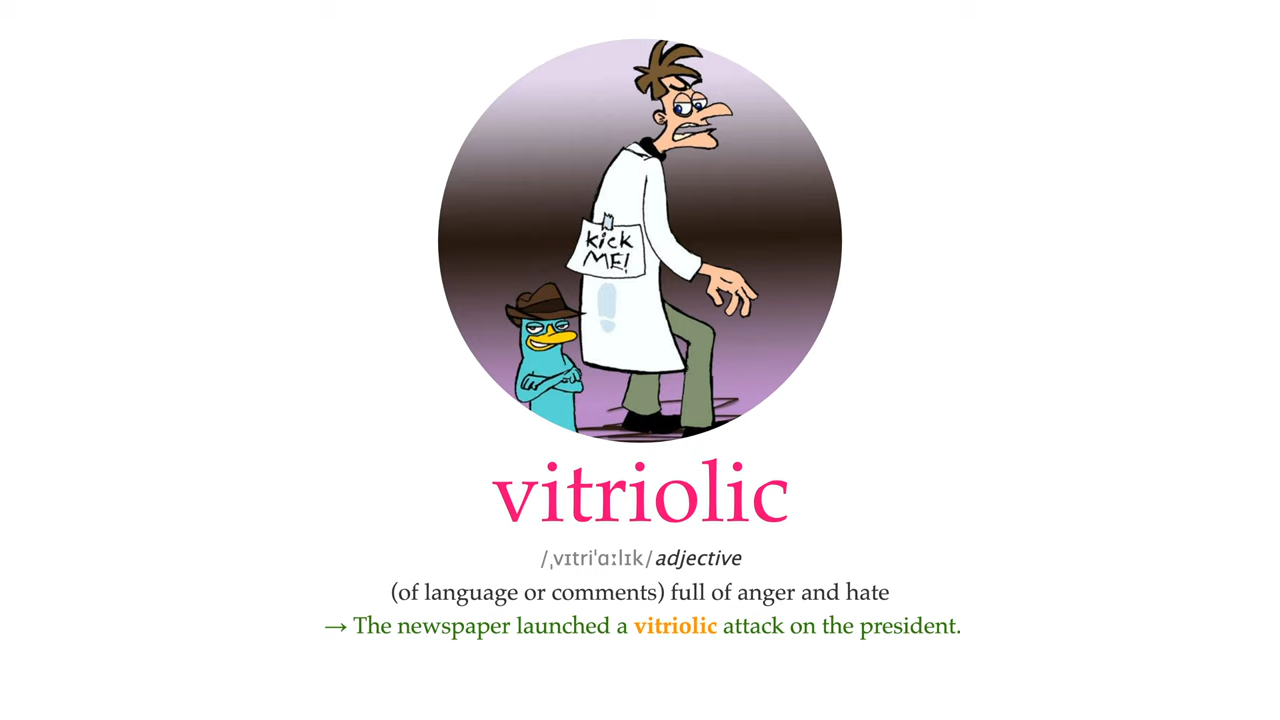 kick
ME!
vitriolic
/ˌvɪtriˈɑːlɪk/adjective
(of language or comments) full of anger and hate
→ The newspaper launched a vitriolic attack on the president.